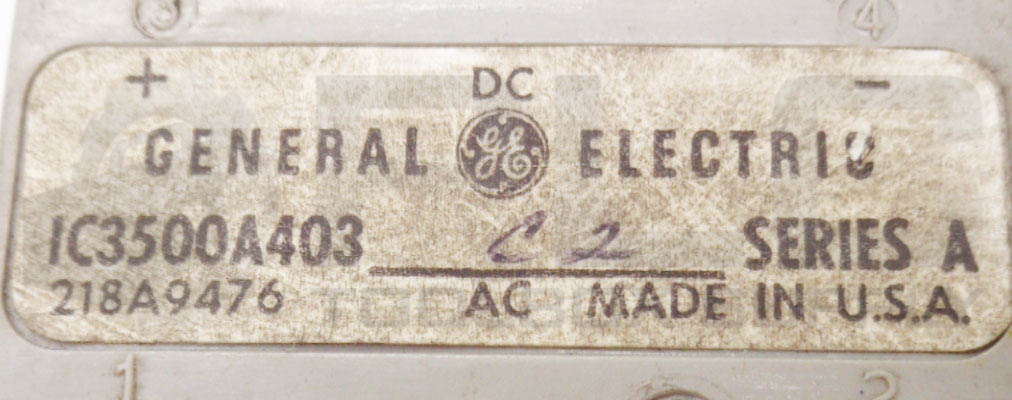 3 4
+ DC -
GENERAL GE ELECTRIC
IC3500A403 C2 SERIES A
218A9476 AC MADE IN U.S.A.
1 2